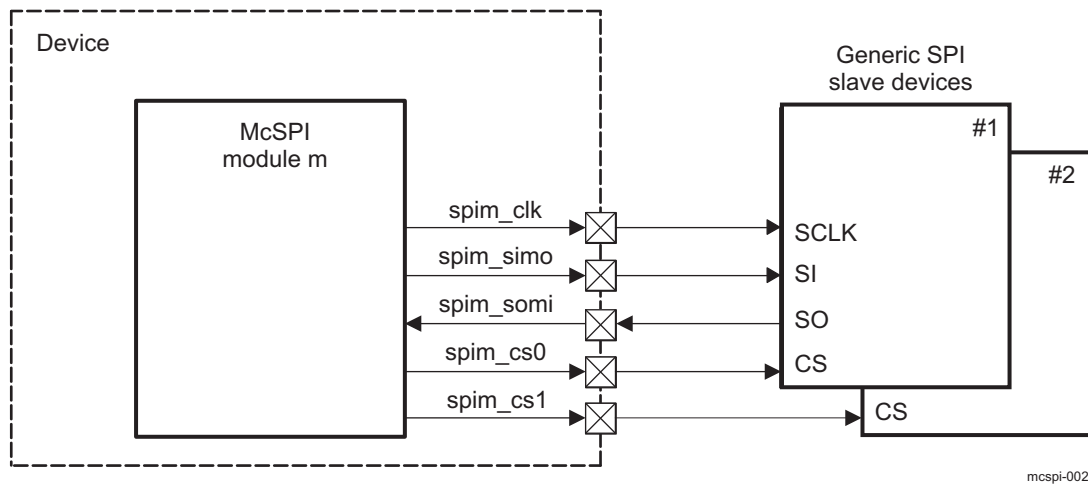 Device
Generic SPI
slave devices
McSPI
module m
#1
#2
spim_clk
SCLK
spim_simo
SI
spim_somi
SO
spim_cs0
CS
spim_cs1
CS
mcspi-002